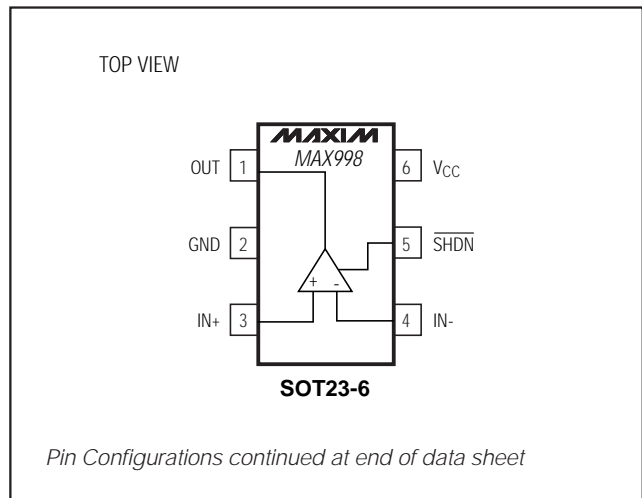 TOP VIEW
MAXIM
MAX998
OUT 1
6 VCC
GND 2
5 SHDN
+ -
IN+ 3
4 IN-
SOT23-6
Pin Configurations continued at end of data sheet